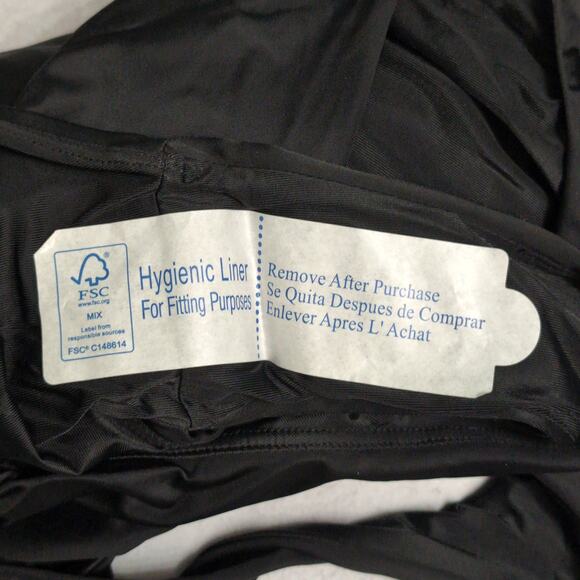 FSC
www.fsc.org
MIX
Label from
responsible sources
FSC® C148614
Hygienic Liner
For Fitting Purposes
Remove After Purchase
Se Quita Despues de Comprar
Enlever Apres L' Achat